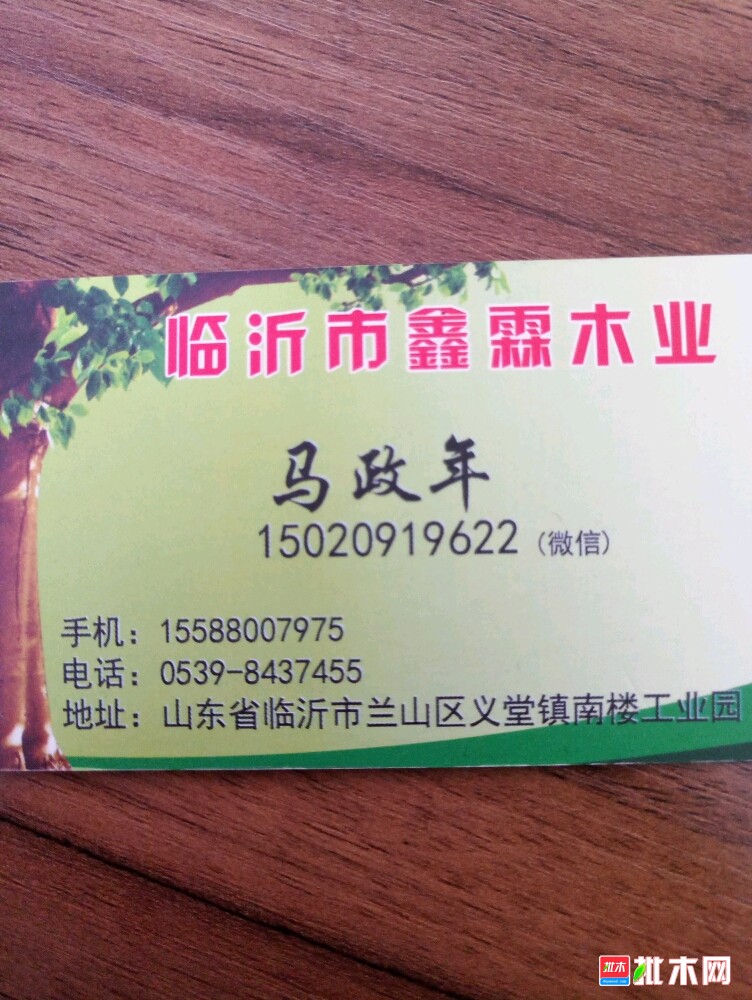 临沂市鑫霖木业
马政年
15020919622（微信）
手机：15588007975
电话：0539-8437455
地址：山东省临沂市兰山区义堂镇南楼工业园
批木 批木网